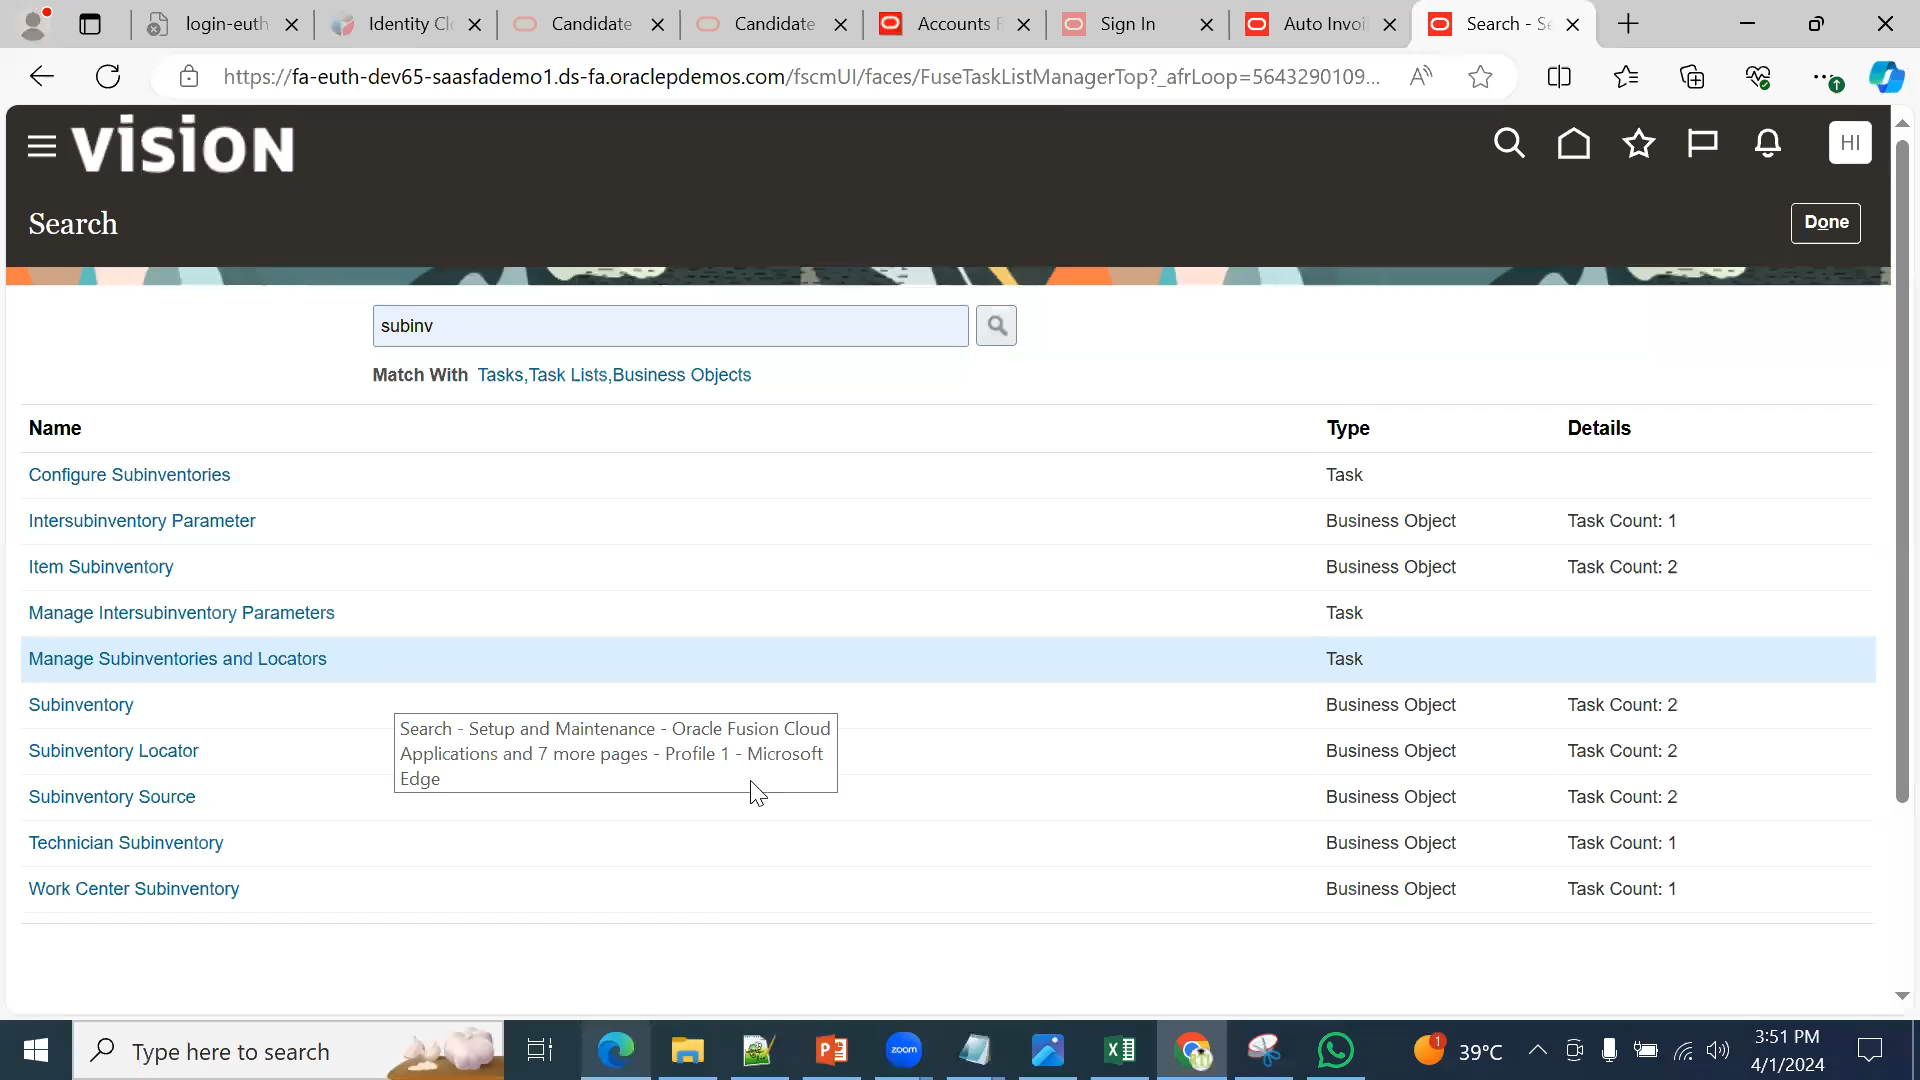 login-euth
Identity Cl
Candidate
Candidate
Accounts
Sign In
Auto Invoi
Search - Se
https://fa-euth-dev65-saasfademo1.ds-fa.oraclepdemos.com/fscmUI/faces/FuseTaskListManagerTop?_afrLoop=5643290109...
VISION
HI
Search
Done
subinv
Match With Tasks,Task Lists,Business Objects
Name Type Details
Configure Subinventories Task
Intersubinventory Parameter Business Object Task Count: 1
Item Subinventory Business Object Task Count: 2
Manage Intersubinventory Parameters Task
Manage Subinventories and Locators Task
Subinventory Business Object Task Count: 2
Search - Setup and Maintenance - Oracle Fusion Cloud
Applications and 7 more pages - Profile 1 - Microsoft
Edge
Subinventory Locator Business Object Task Count: 2
Subinventory Source Business Object Task Count: 2
Technician Subinventory Business Object Task Count: 1
Work Center Subinventory Business Object Task Count: 1
Type here to search
zoom
1
39°C
3:51 PM
4/1/2024